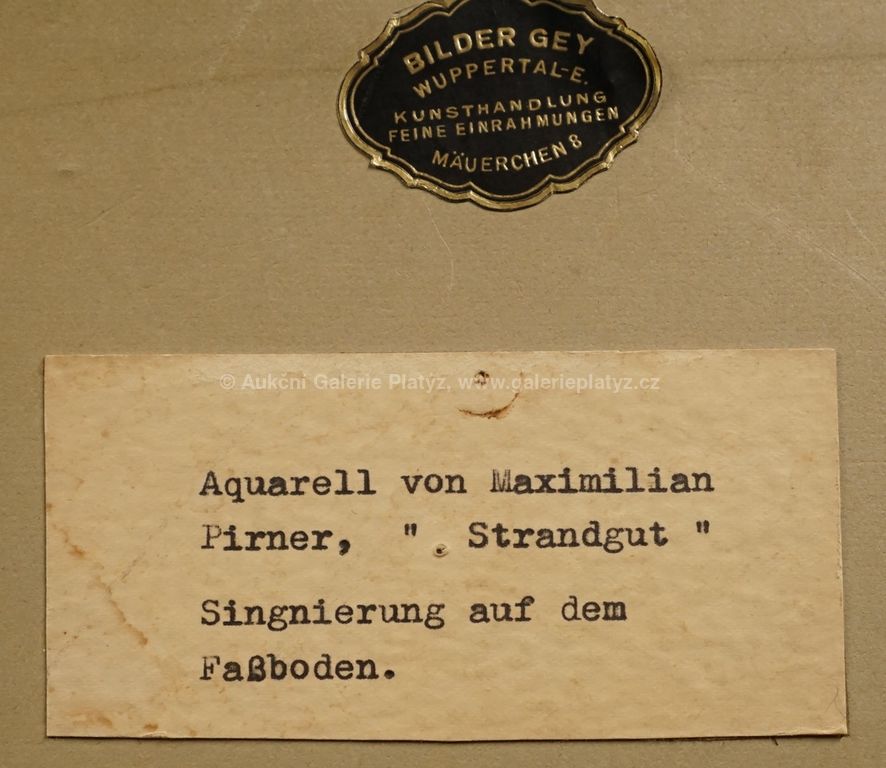 BILDER GEY
WUPPERTAL-E.
KUNSTHANDLUNG
FEINE EINRAHMUNGEN
MÄUERCHEN 8
© Aukční Galerie Platýz, www.galerieplatyz.cz
Aquarell von Maximilian
Pirner, " Strandgut "
Singnierung auf dem
Faßboden.